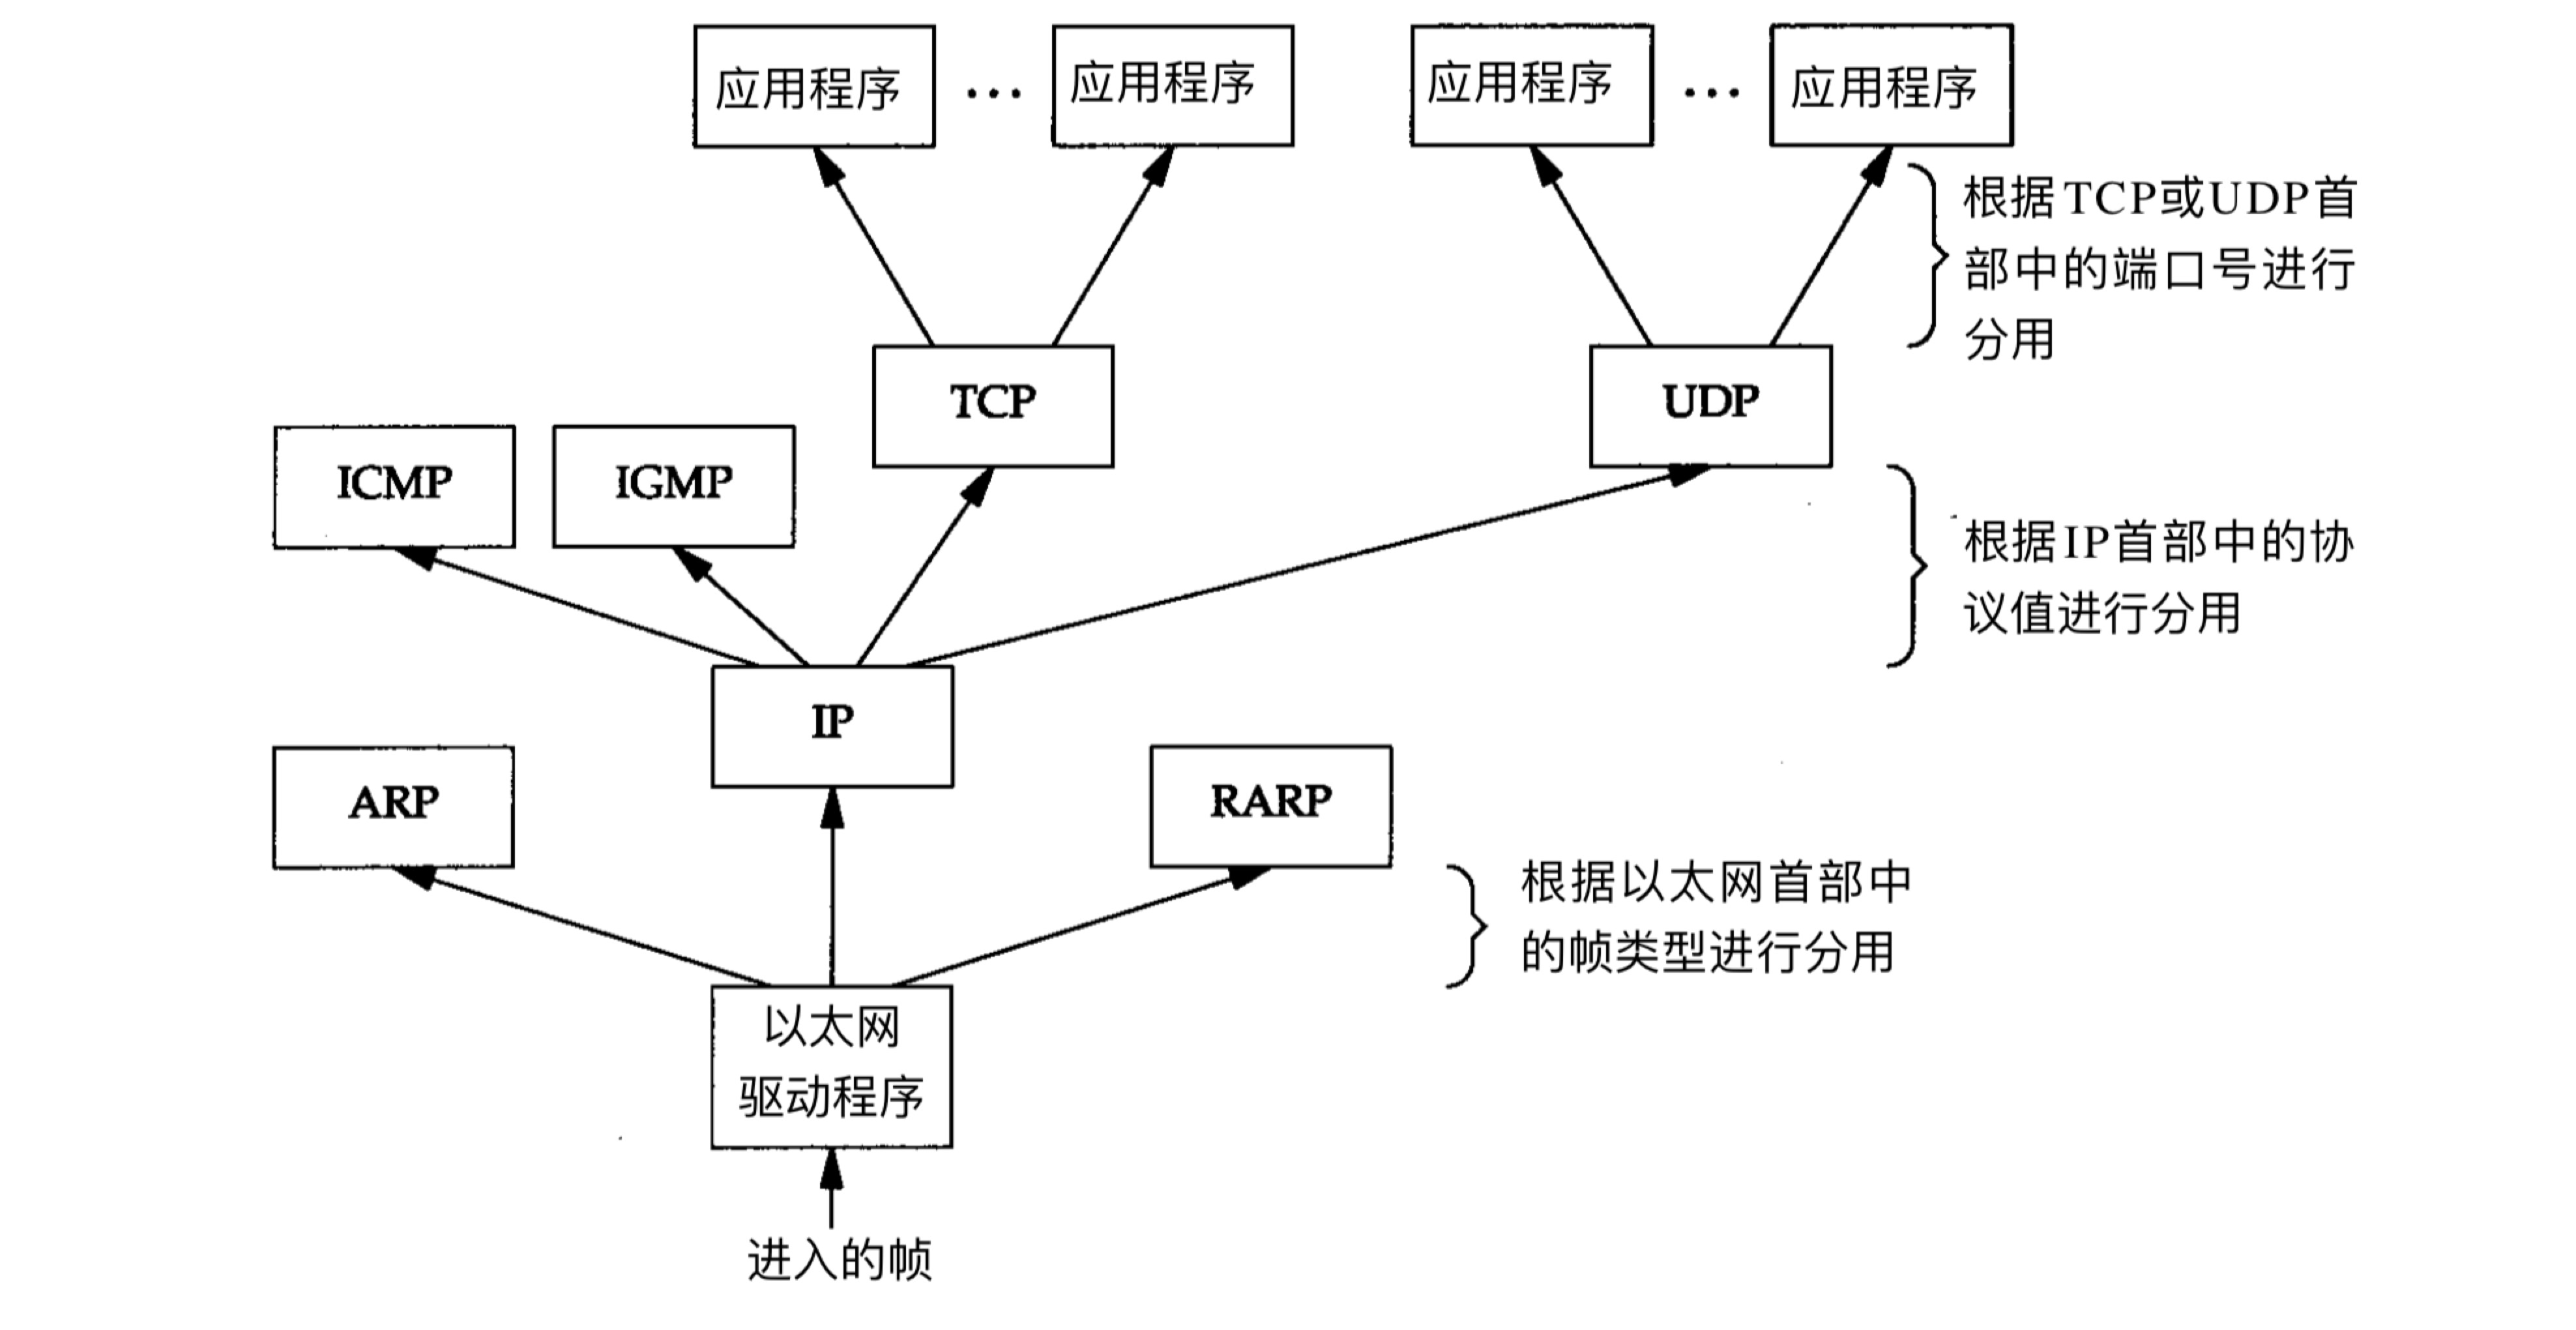 应用程序 ... 应用程序 应用程序 ... 应用程序
根据TCP或UDP首
部中的端口号进行
分用
TCP
UDP
ICMP
IGMP
根据IP首部中的协
议值进行分用
IP
ARP
RARP
根据以太网首部中
的帧类型进行分用
以太网
驱动程序
进入的帧